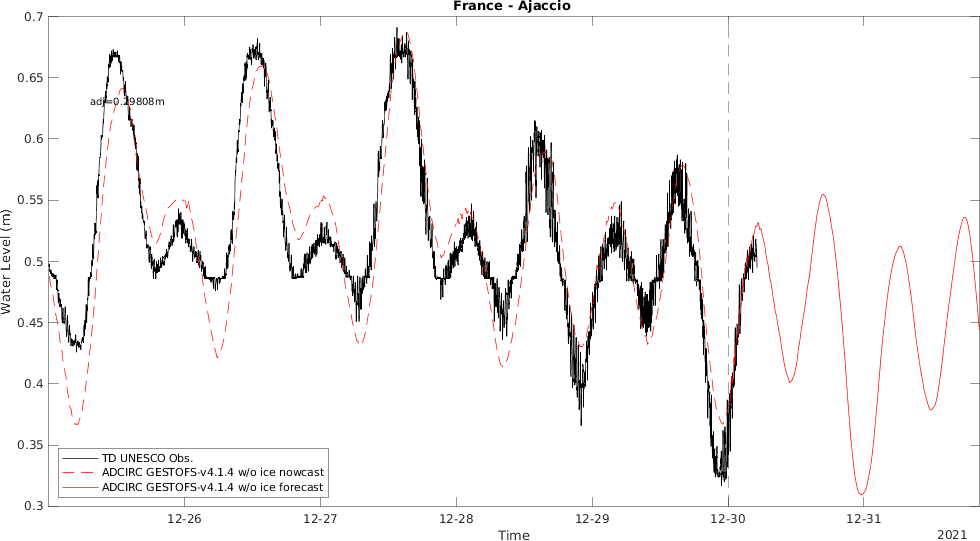 France - Ajaccio
0.7
0.65
adj=0.29808m
0.6
0.55
0.5
0.45
0.4
0.35
0.3
Water Level (m)
TD UNESCO Obs.
ADCIRC GESTOFS-v4.1.4 w/o ice nowcast
ADCIRC GESTOFS-v4.1.4 w/o ice forecast
12-26 12-27 12-28 12-29 12-30 12-31
Time
2021